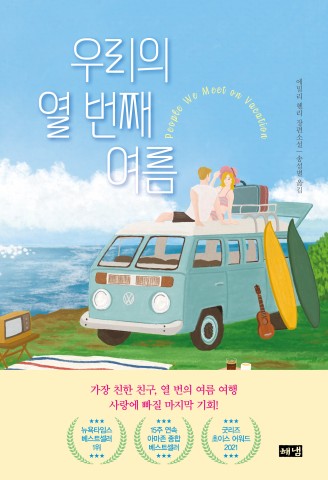 우리의
열 번째
여름
People We Meet on Vacation
에밀리 헨리 장편소설 | 송섬별 옮김
가장 친한 친구, 열 번의 여름 여행
사랑에 빠질 마지막 기회!
★★★
뉴욕타임스
베스트셀러
1위
★★★
15주 연속
아마존 종합
베스트셀러
★★★
굿리즈
초이스 어워드
2021
해냄